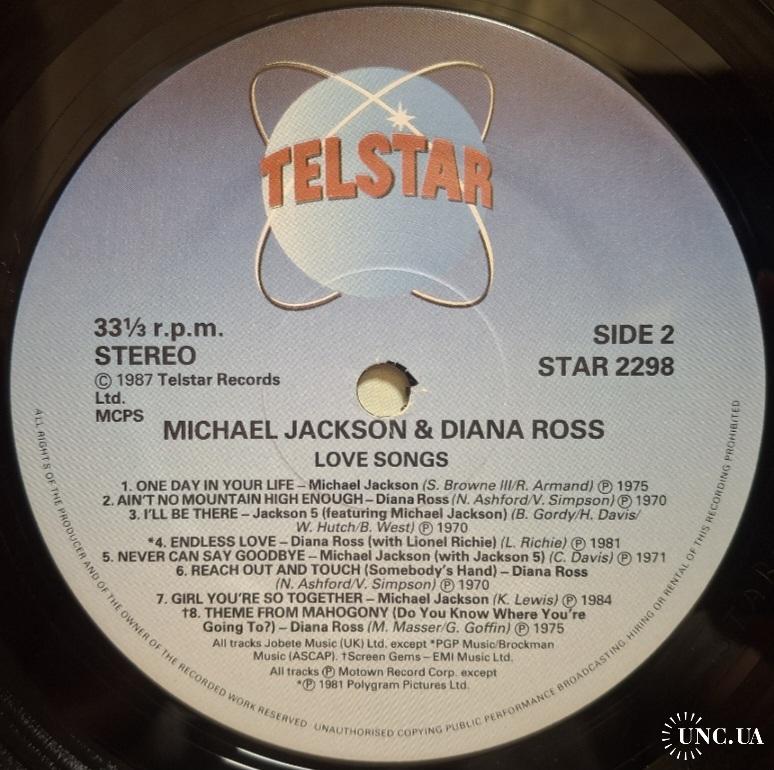 TELSTAR
33⅓ r.p.m.
STEREO
© 1987 Telstar Records
Ltd.
MCPS
SIDE 2
STAR 2298
MICHAEL JACKSON & DIANA ROSS
LOVE SONGS
1. ONE DAY IN YOUR LIFE – Michael Jackson (S. Browne III/R. Armand) ℗ 1975
2. AIN'T NO MOUNTAIN HIGH ENOUGH – Diana Ross (N. Ashford/V. Simpson) ℗ 1970
3. I'LL BE THERE – Jackson 5 (featuring Michael Jackson) (B. Gordy/H. Davis/
W. Hutch/B. West) ℗ 1970
*4. ENDLESS LOVE – Diana Ross (with Lionel Richie) (L. Richie) ℗ 1981
5. NEVER CAN SAY GOODBYE – Michael Jackson (with Jackson 5) (C. Davis) ℗ 1971
6. REACH OUT AND TOUCH (Somebody's Hand) – Diana Ross
(N. Ashford/V. Simpson) ℗ 1970
7. GIRL YOU'RE SO TOGETHER – Michael Jackson (K. Lewis) ℗ 1984
†8. THEME FROM MAHOGONY (Do You Know Where You're
Going To?) – Diana Ross (M. Masser/G. Goffin) ℗ 1975
All tracks Jobete Music (UK) Ltd. except *PGP Music/Brockman
Music (ASCAP). †Screen Gems – EMI Music Ltd.
All tracks ℗ Motown Record Corp. except
*℗ 1981 Polygram Pictures Ltd.
ALL RIGHTS OF THE PRODUCER AND OF THE OWNER OF THE RECORDED WORK RESERVED UNAUTHORISED COPYING PUBLIC PERFORMANCE BROADCASTING, HIRING OR RENTAL OF THIS RECORDING PROHIBITED
UNC.UA